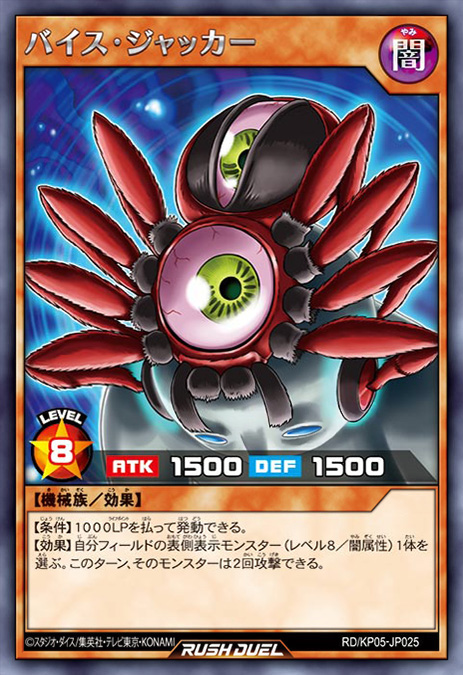 バイス・ジャッカー
やみ
闇
LEVEL
8
ATK 1500 DEF 1500
【機械族/効果】
【条件】1000LPを払って発動できる。
【効果】自分フィールドの表側表示モンスター(レベル8/闇属性)1体を
選ぶ。このターン、そのモンスターは2回攻撃できる。
©スタジオ・ダイス/集英社・テレビ東京・KONAMI
RUSH DUEL
RD/KP05-JP025